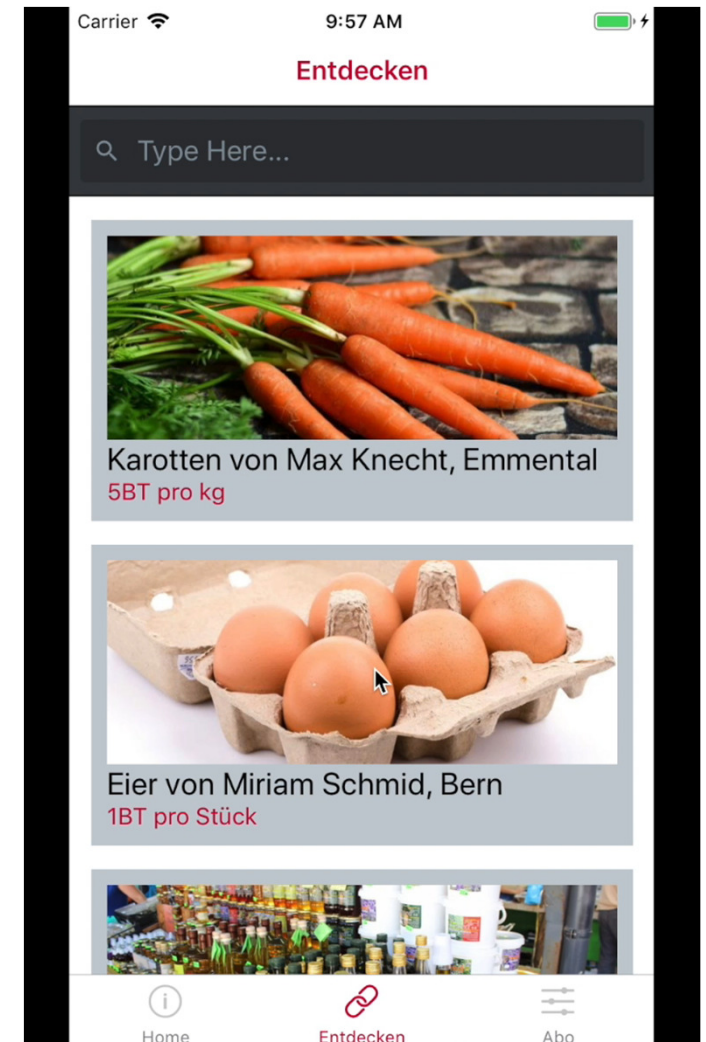 Carrier
9:57 AM
Entdecken
Type Here...
Karotten von Max Knecht, Emmental
5BT pro kg
Eier von Miriam Schmid, Bern
1BT pro Stück
Home
Entdecken
Abo